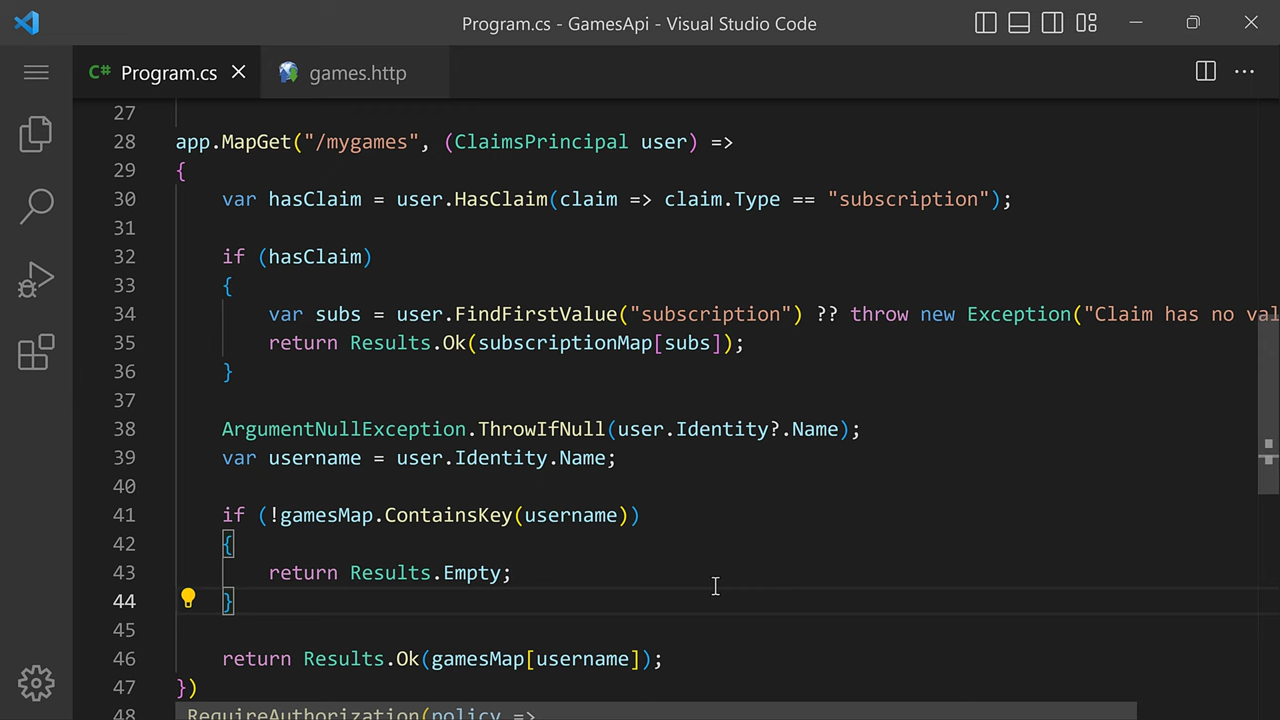 Program.cs - GamesApi - Visual Studio Code
C# Program.cs
games.http
27
28 app.MapGet("/mygames", (ClaimsPrincipal user) =>
29 {
30 var hasClaim = user.HasClaim(claim => claim.Type == "subscription");
31
32 if (hasClaim)
33 {
34 var subs = user.FindFirstValue("subscription") ?? throw new Exception("Claim has no val
35 return Results.Ok(subscriptionMap[subs]);
36 }
37
38 ArgumentNullException.ThrowIfNull(user.Identity?.Name);
39 var username = user.Identity.Name;
40
41 if (!gamesMap.ContainsKey(username))
42 {
43 return Results.Empty;
44 }
45
46 return Results.Ok(gamesMap[username]);
47 })
48 RequireAuthorization(policy =>